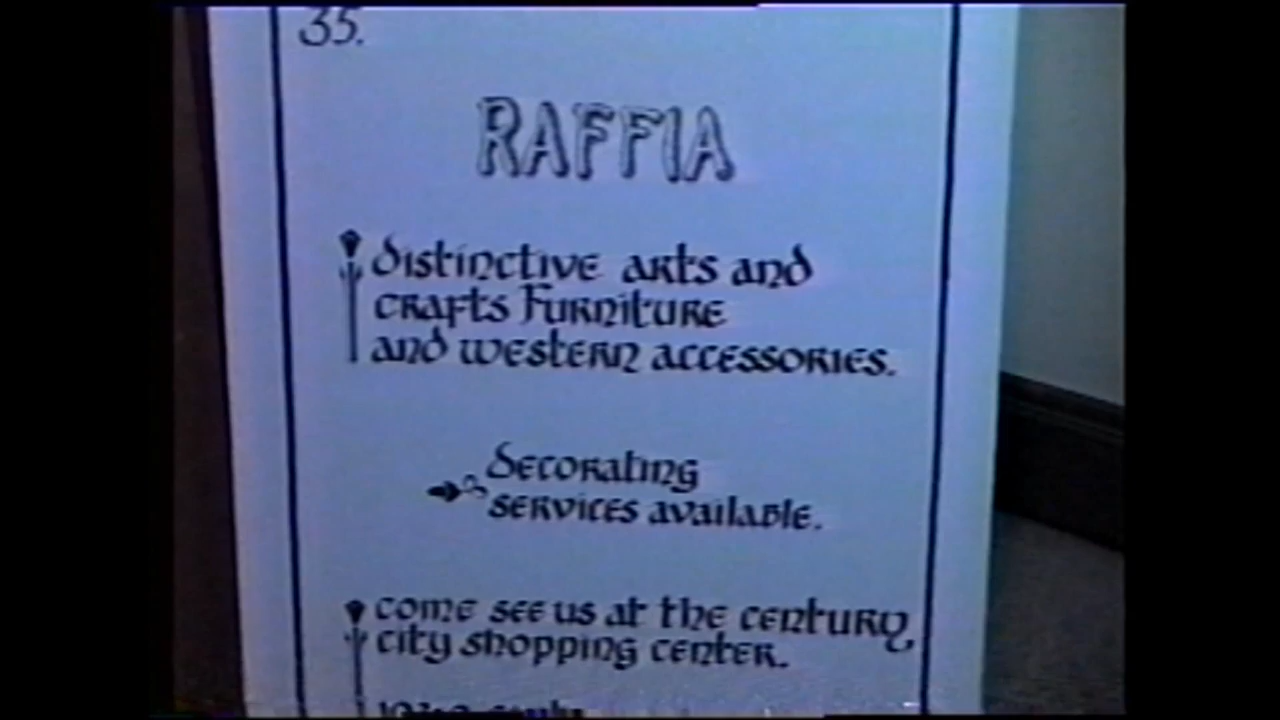 35.
RAFFIA
distinctive arts and
crafts Furniture
and western accessories.
decorating
services available.
come see us at the century,
city shopping center.